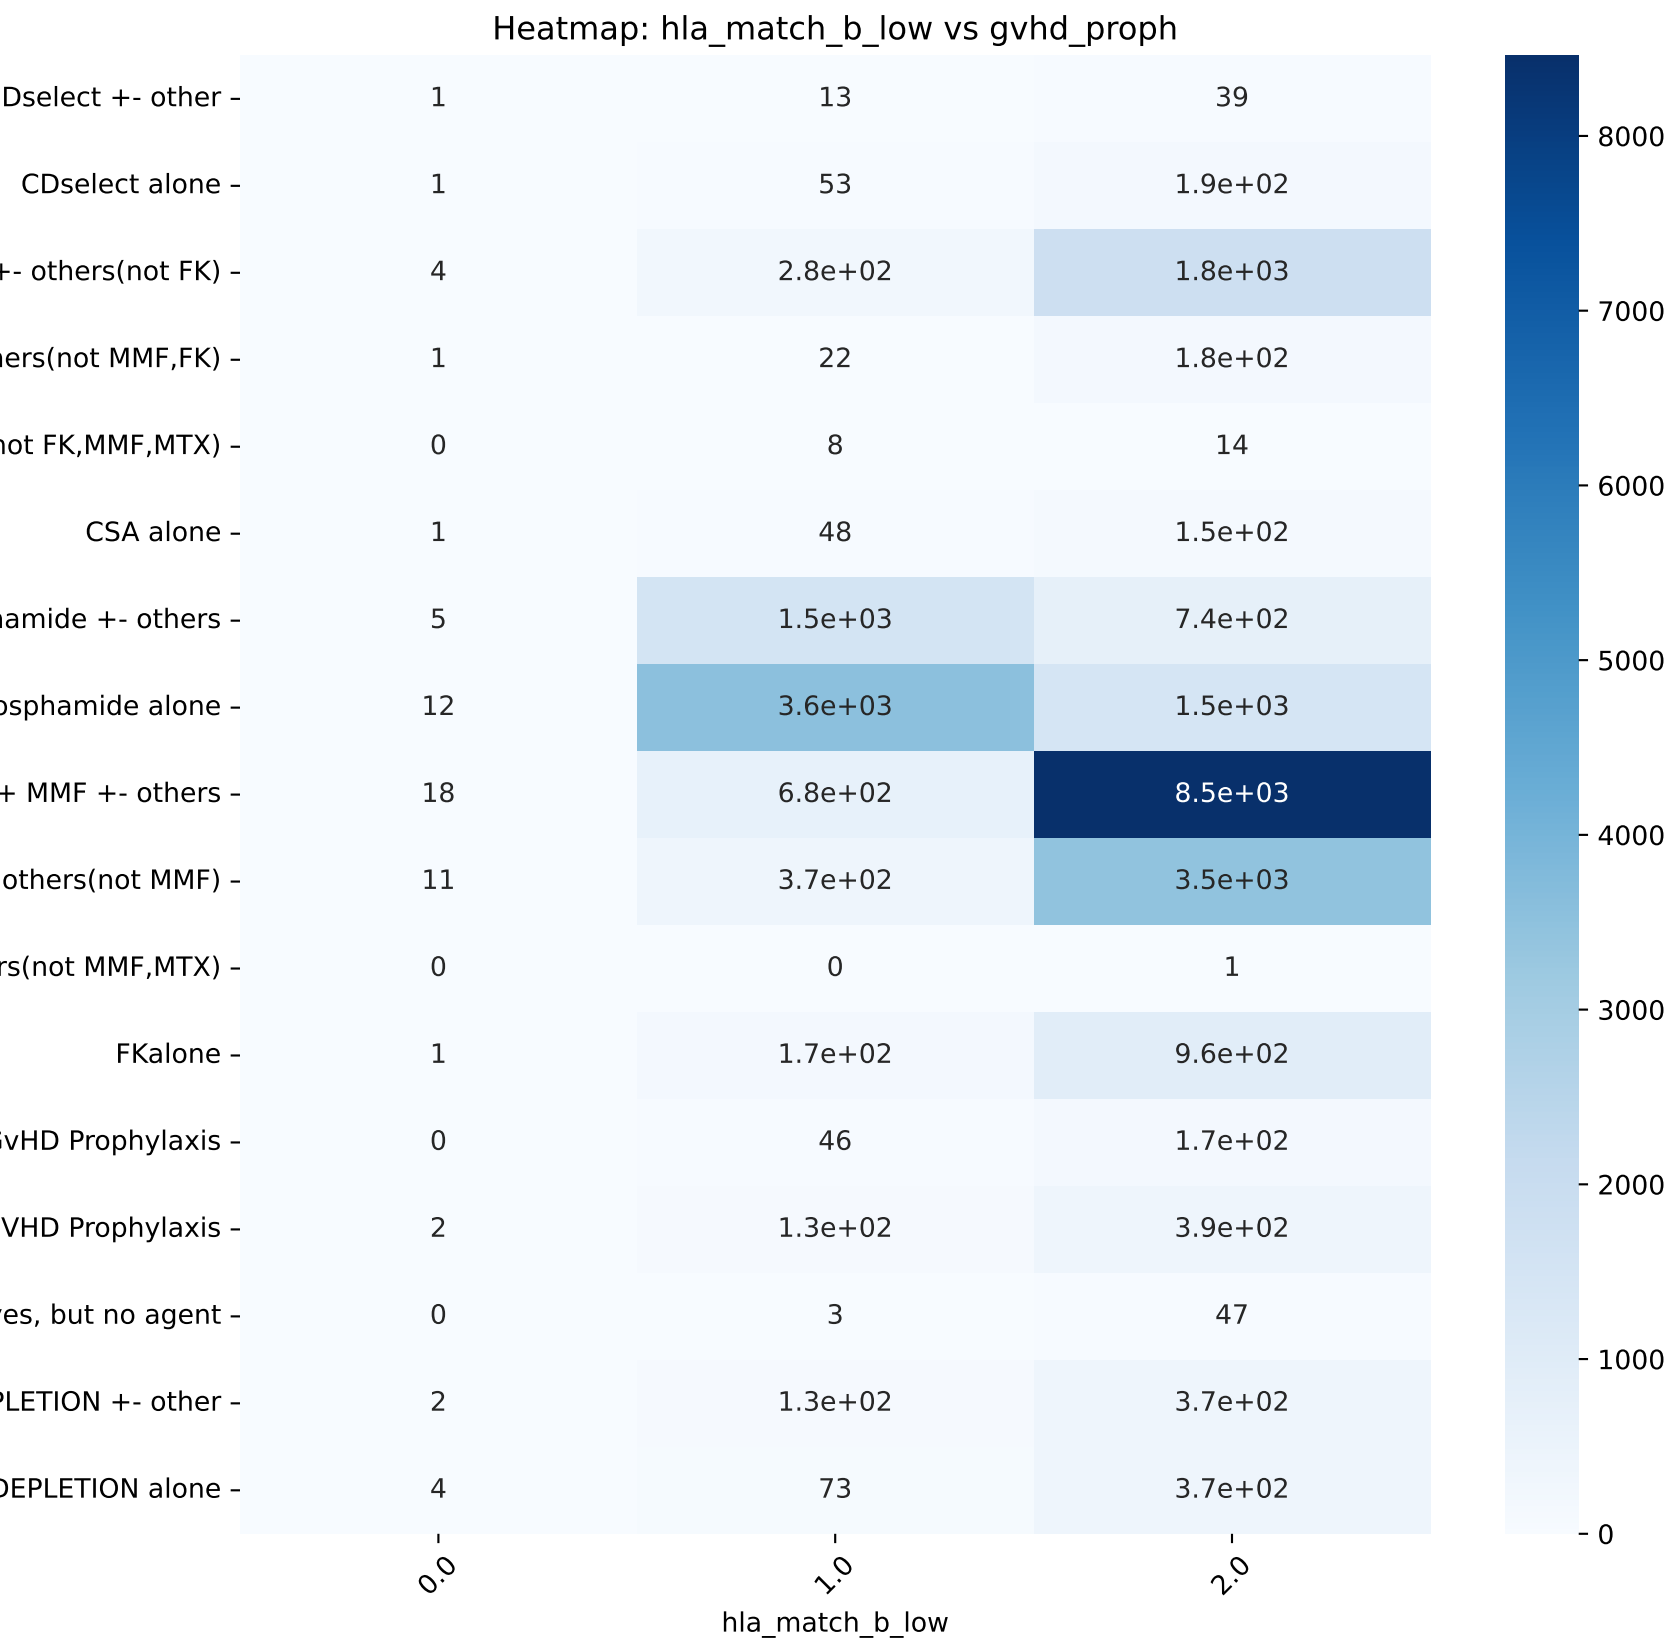 Heatmap: hla_match_b_low vs gvhd_proph
Dselect +- other 1 13 39
CDselect alone 1 53 1.9e+02
+- others(not FK) 4 2.8e+02 1.8e+03
ers(not MMF,FK) 1 22 1.8e+02
not FK,MMF,MTX) 0 8 14
CSA alone 1 48 1.5e+02
amide +- others 5 1.5e+03 7.4e+02
osphamide alone 12 3.6e+03 1.5e+03
+ MMF +- others 18 6.8e+02 8.5e+03
others(not MMF) 11 3.7e+02 3.5e+03
rs(not MMF,MTX) 0 0 1
FKalone 1 1.7e+02 9.6e+02
GvHD Prophylaxis 0 46 1.7e+02
VHD Prophylaxis 2 1.3e+02 3.9e+02
es, but no agent 0 3 47
PLETION +- other 2 1.3e+02 3.7e+02
DEPLETION alone 4 73 3.7e+02
0.0 1.0 2.0
hla_match_b_low
8000
7000
6000
5000
4000
3000
2000
1000
0